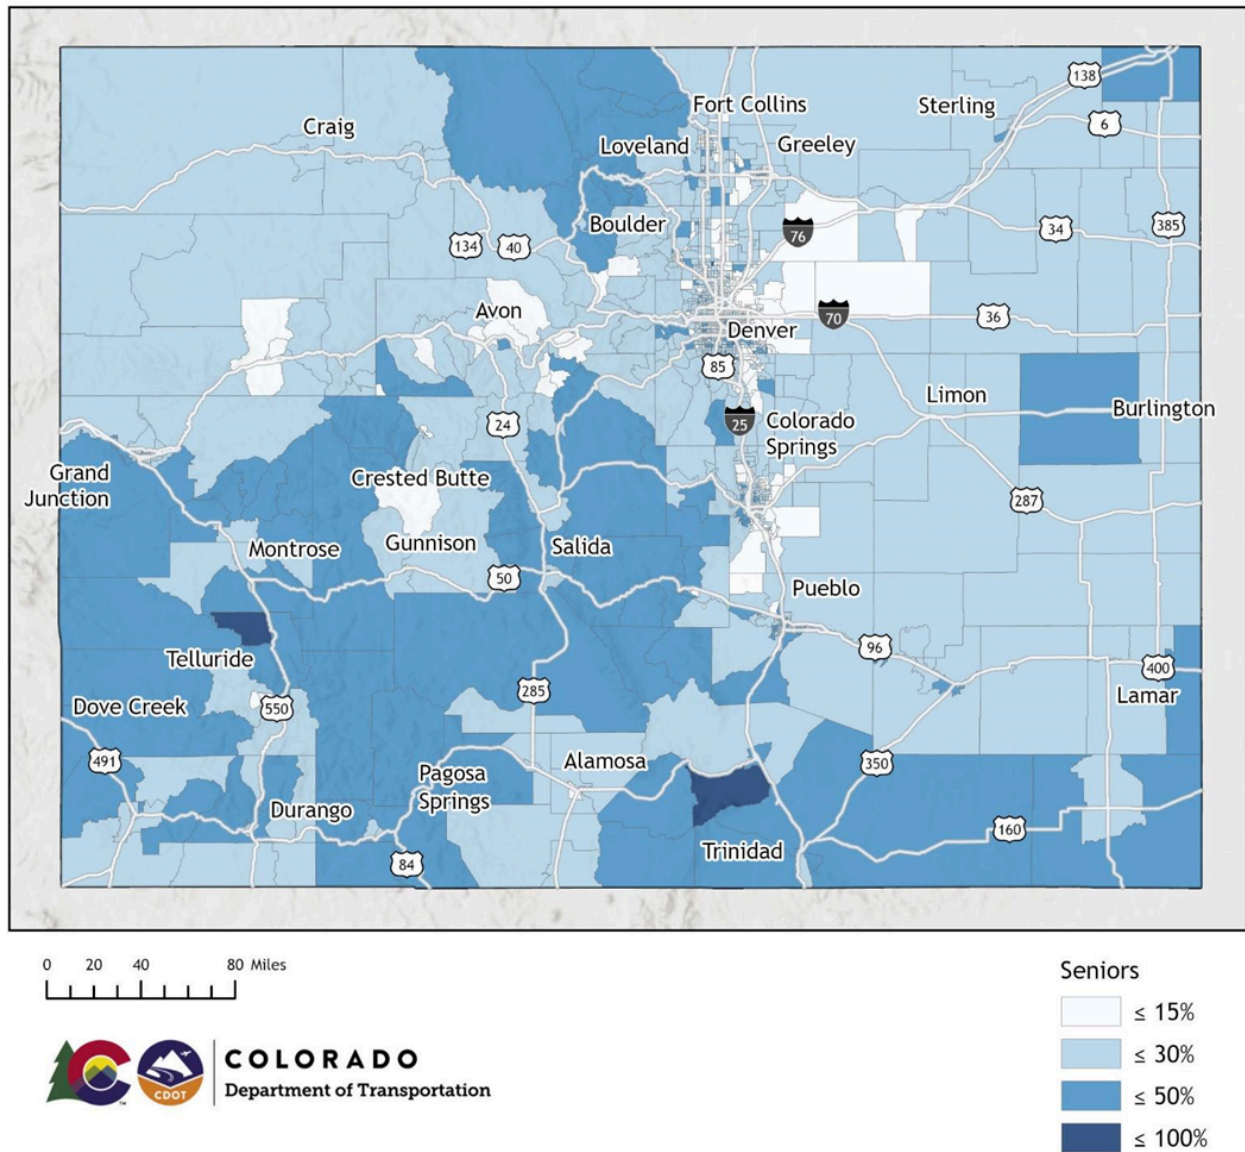 138
Fort Collins
Sterling
6
Craig
Loveland
Greeley
Boulder
385
34
76
134
40
Avon
70
36
Denver
85
Limon
Burlington
24
25
Colorado
Springs
Grand
Junction
Crested Butte
287
Montrose
Gunnison
Salida
50
Pueblo
96
Telluride
400
285
Lamar
Dove Creek
550
491
Alamosa
350
Pagosa
Springs
Durango
160
Trinidad
84
0 20 40 80 Miles
Seniors
≤ 15%
≤ 30%
≤ 50%
≤ 100%
CDOT
TM
COLORADO
Department of Transportation